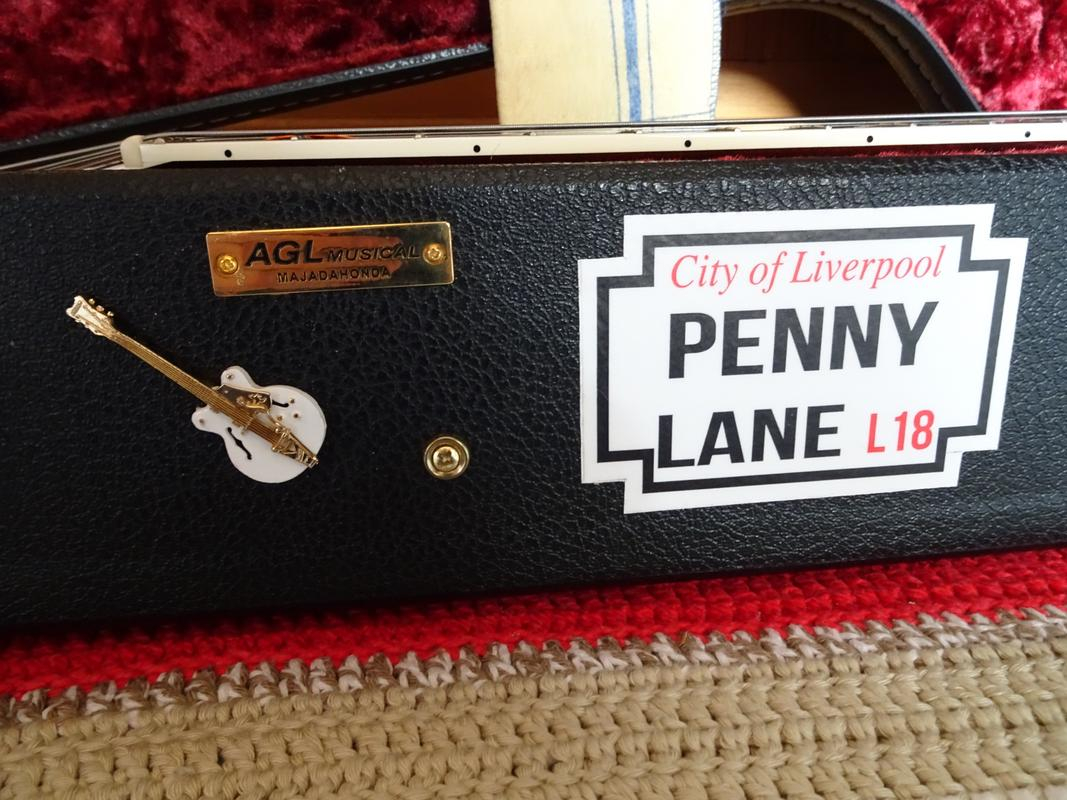 AGL MUSICAL
MAJADAHONDA
City of Liverpool
PENNY
LANE L18